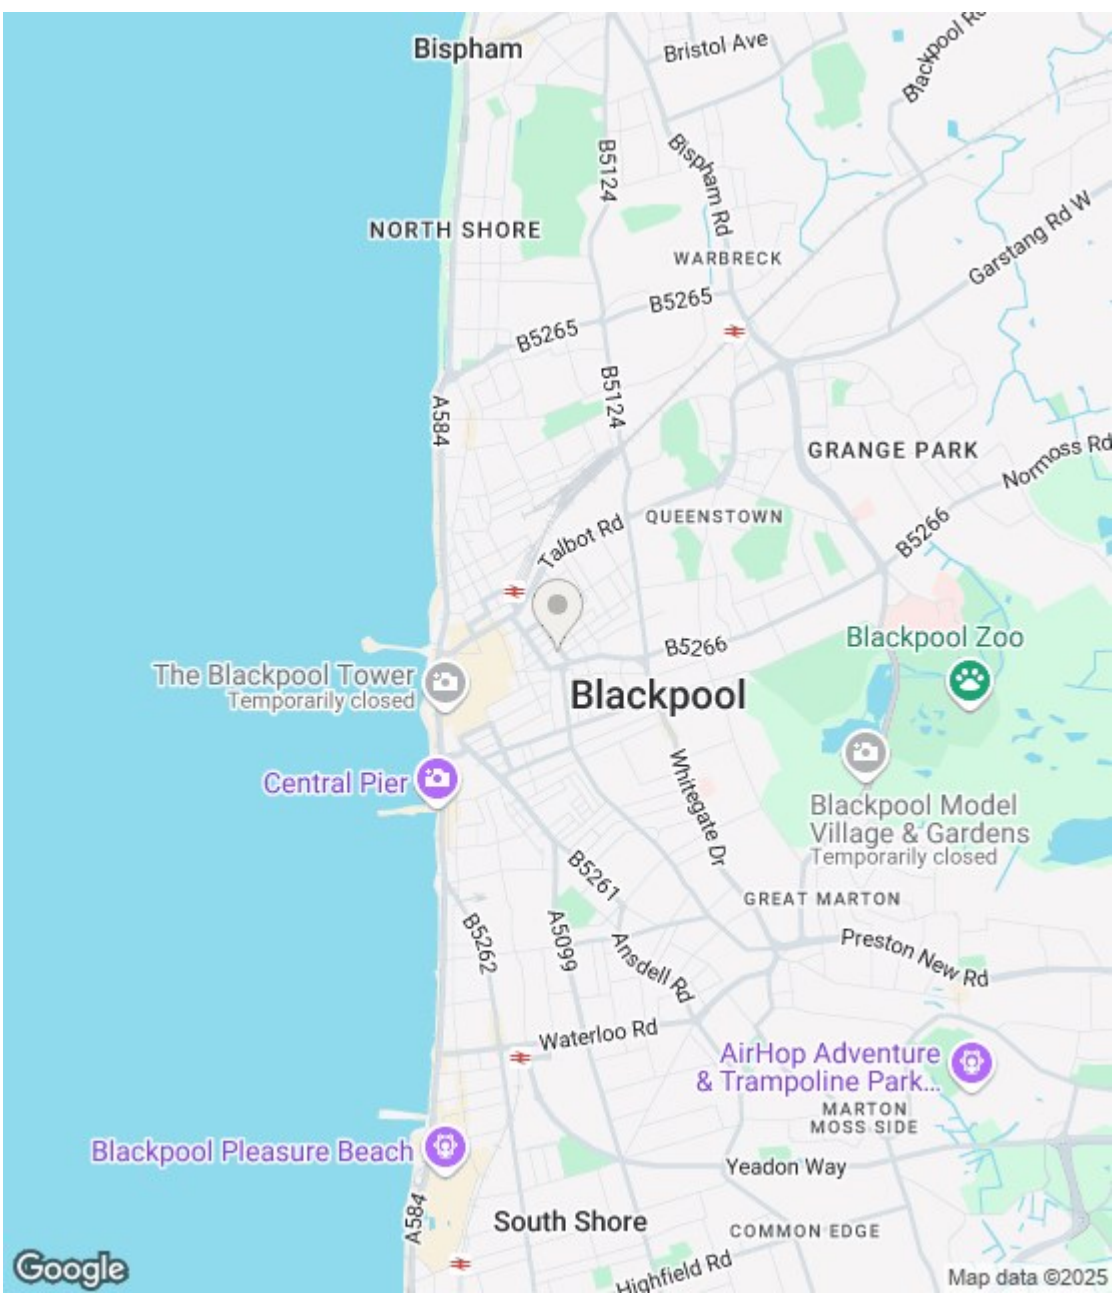 Bispham
Bristol Ave
Blackpool Rd
B5124
Bispham Rd
NORTH SHORE
WARBRECK
Garstang Rd W
B5265
B5265
A584
B5124
GRANGE PARK
Normoss Rd
QUEENSTOWN
Talbot Rd
B5266
Blackpool Zoo
B5266
The Blackpool Tower
Temporarily closed
Blackpool
Central Pier
Whitegate Dr
Blackpool Model
Village & Gardens
Temporarily closed
B5261
GREAT MARTON
B5262
A5099
Ansdell Rd
Preston New Rd
Waterloo Rd
AirHop Adventure
& Trampoline Park...
MARTON
MOSS SIDE
Blackpool Pleasure Beach
Yeadon Way
A584
South Shore
COMMON EDGE
Highfield Rd
Google
Map data ©2025